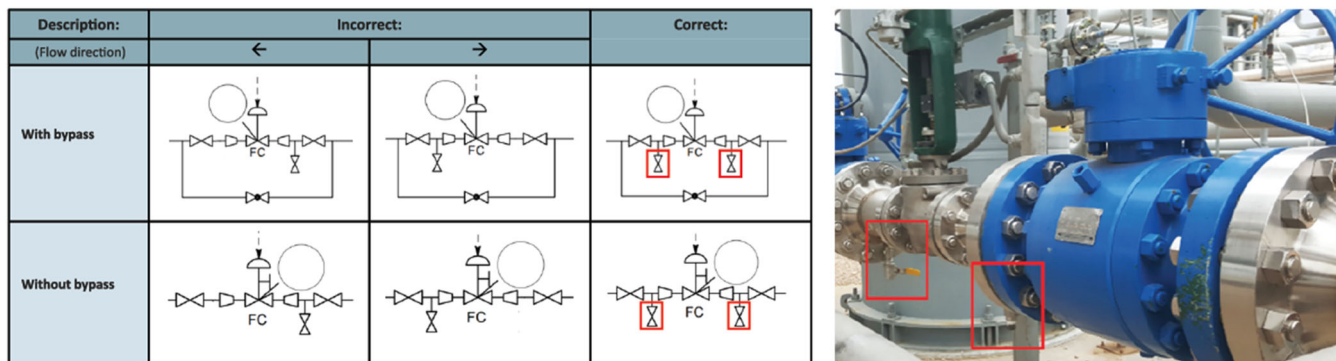 Description: Incorrect: Correct:
(Flow direction) ← →
With bypass FC FC FC
Without bypass FC FC FC